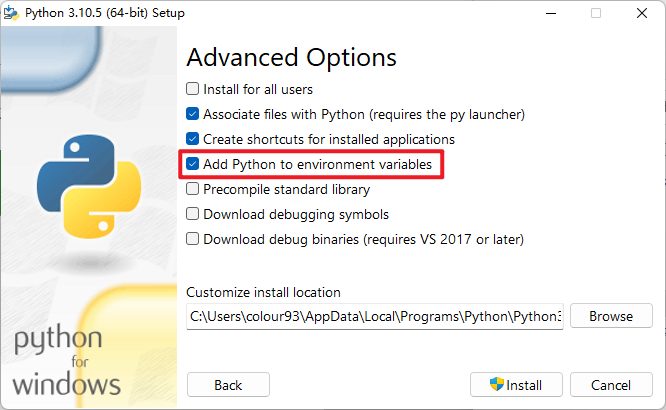 Python 3.10.5 (64-bit) Setup
Advanced Options
Install for all users
Associate files with Python (requires the py launcher)
Create shortcuts for installed applications
Add Python to environment variables
Precompile standard library
Download debugging symbols
Download debug binaries (requires VS 2017 or later)
Customize install location
C:\Users\colour93\AppData\Local\Programs\Python\Python3
Browse
python
for
windows
Back
Install
Cancel